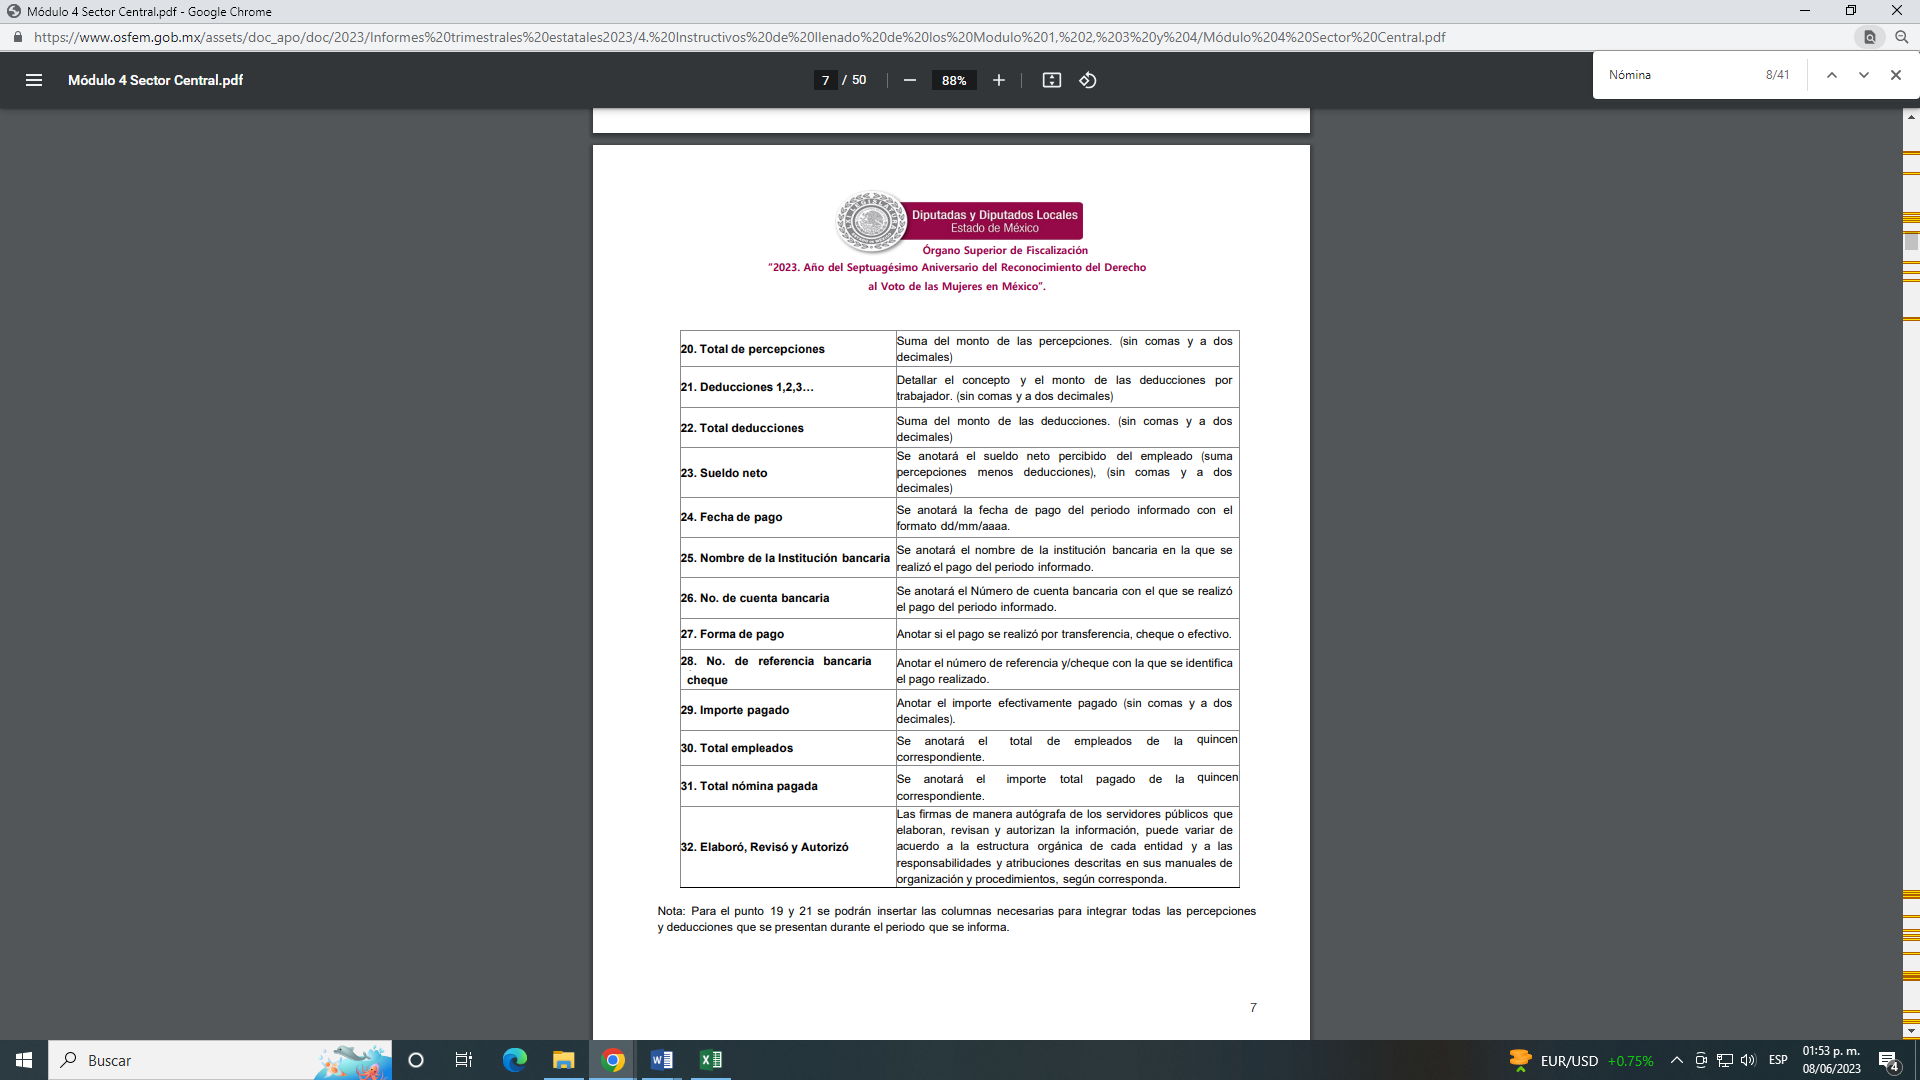 Módulo 4 Sector Central.pdf - Google Chrome
https://www.osfem.gob.mx/assets/doc_apo/doc/2023/Informes%20trimestrales%20estatales2023/4.%20Instructivos%20de%20llenado%20de%20los%20Modulo%201,%202,%203%20y%204/Módulo%204%20Sector%20Central.pdf
Módulo 4 Sector Central.pdf
7 / 50
88%
Nómina
8/41
Diputadas y Diputados Locales
Estado de México
Órgano Superior de Fiscalización
"2023. Año del Septuagésimo Aniversario del Reconocimiento del Derecho
al Voto de las Mujeres en México".
20. Total de percepciones
Suma del monto de las percepciones. (sin comas y a dos
decimales)
21. Deducciones 1,2,3…
Detallar el concepto y el monto de las deducciones por
trabajador. (sin comas y a dos decimales)
22. Total deducciones
Suma del monto de las deducciones. (sin comas y a dos
decimales)
23. Sueldo neto
Se anotará el sueldo neto percibido del empleado (suma
percepciones menos deducciones), (sin comas y a dos
decimales)
24. Fecha de pago
Se anotará la fecha de pago del periodo informado con el
formato dd/mm/aaaa.
25. Nombre de la Institución bancaria
Se anotará el nombre de la institución bancaria en la que se
realizó el pago del periodo informado.
26. No. de cuenta bancaria
Se anotará el Número de cuenta bancaria con el que se realizó
el pago del periodo informado.
27. Forma de pago
Anotar si el pago se realizó por transferencia, cheque o efectivo.
28. No. de referencia bancaria
cheque
Anotar el número de referencia y/cheque con la que se identifica
el pago realizado.
29. Importe pagado
Anotar el importe efectivamente pagado (sin comas y a dos
decimales).
30. Total empleados
Se anotará el total de empleados de la quincen
correspondiente.
31. Total nómina pagada
Se anotará el importe total pagado de la quincen
correspondiente.
32. Elaboró, Revisó y Autorizó
Las firmas de manera autógrafa de los servidores públicos que
elaboran, revisan y autorizan la información, puede variar de
acuerdo a la estructura orgánica de cada entidad y a las
responsabilidades y atribuciones descritas en sus manuales de
organización y procedimientos, según corresponda.
Nota: Para el punto 19 y 21 se podrán insertar las columnas necesarias para integrar todas las percepciones
y deducciones que se presentan durante el periodo que se informa.
7
Buscar
EUR/USD +0.75%
ESP
01:53 p. m.
08/06/2023
4